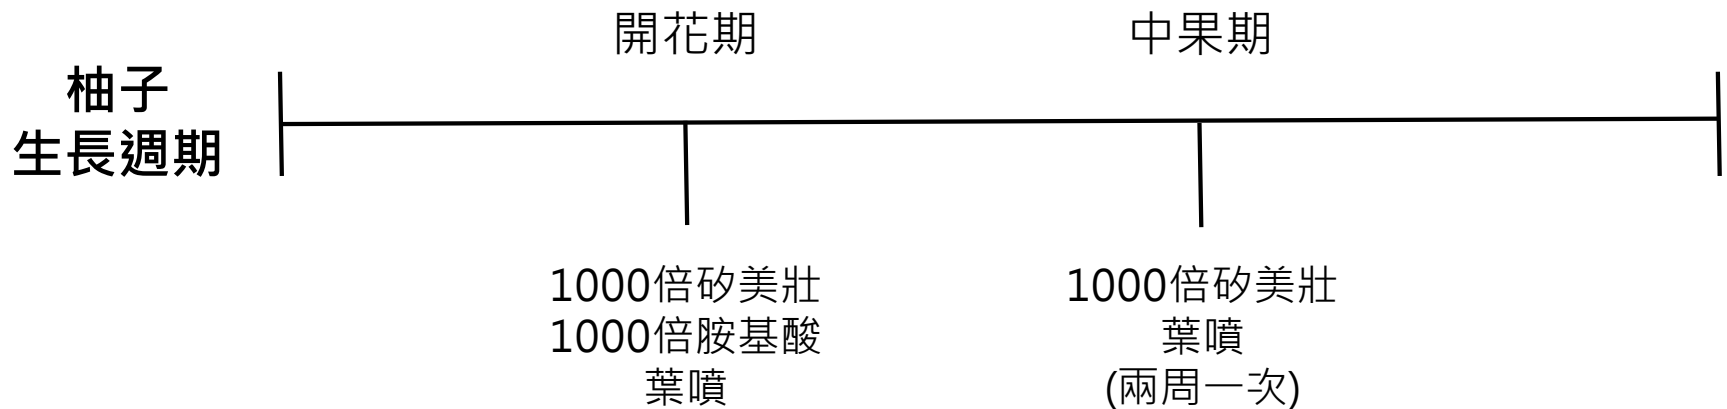 柚子
生長週期
開花期
中果期
1000倍矽美壯
1000倍胺基酸
葉噴
1000倍矽美壯
葉噴
(兩周一次)